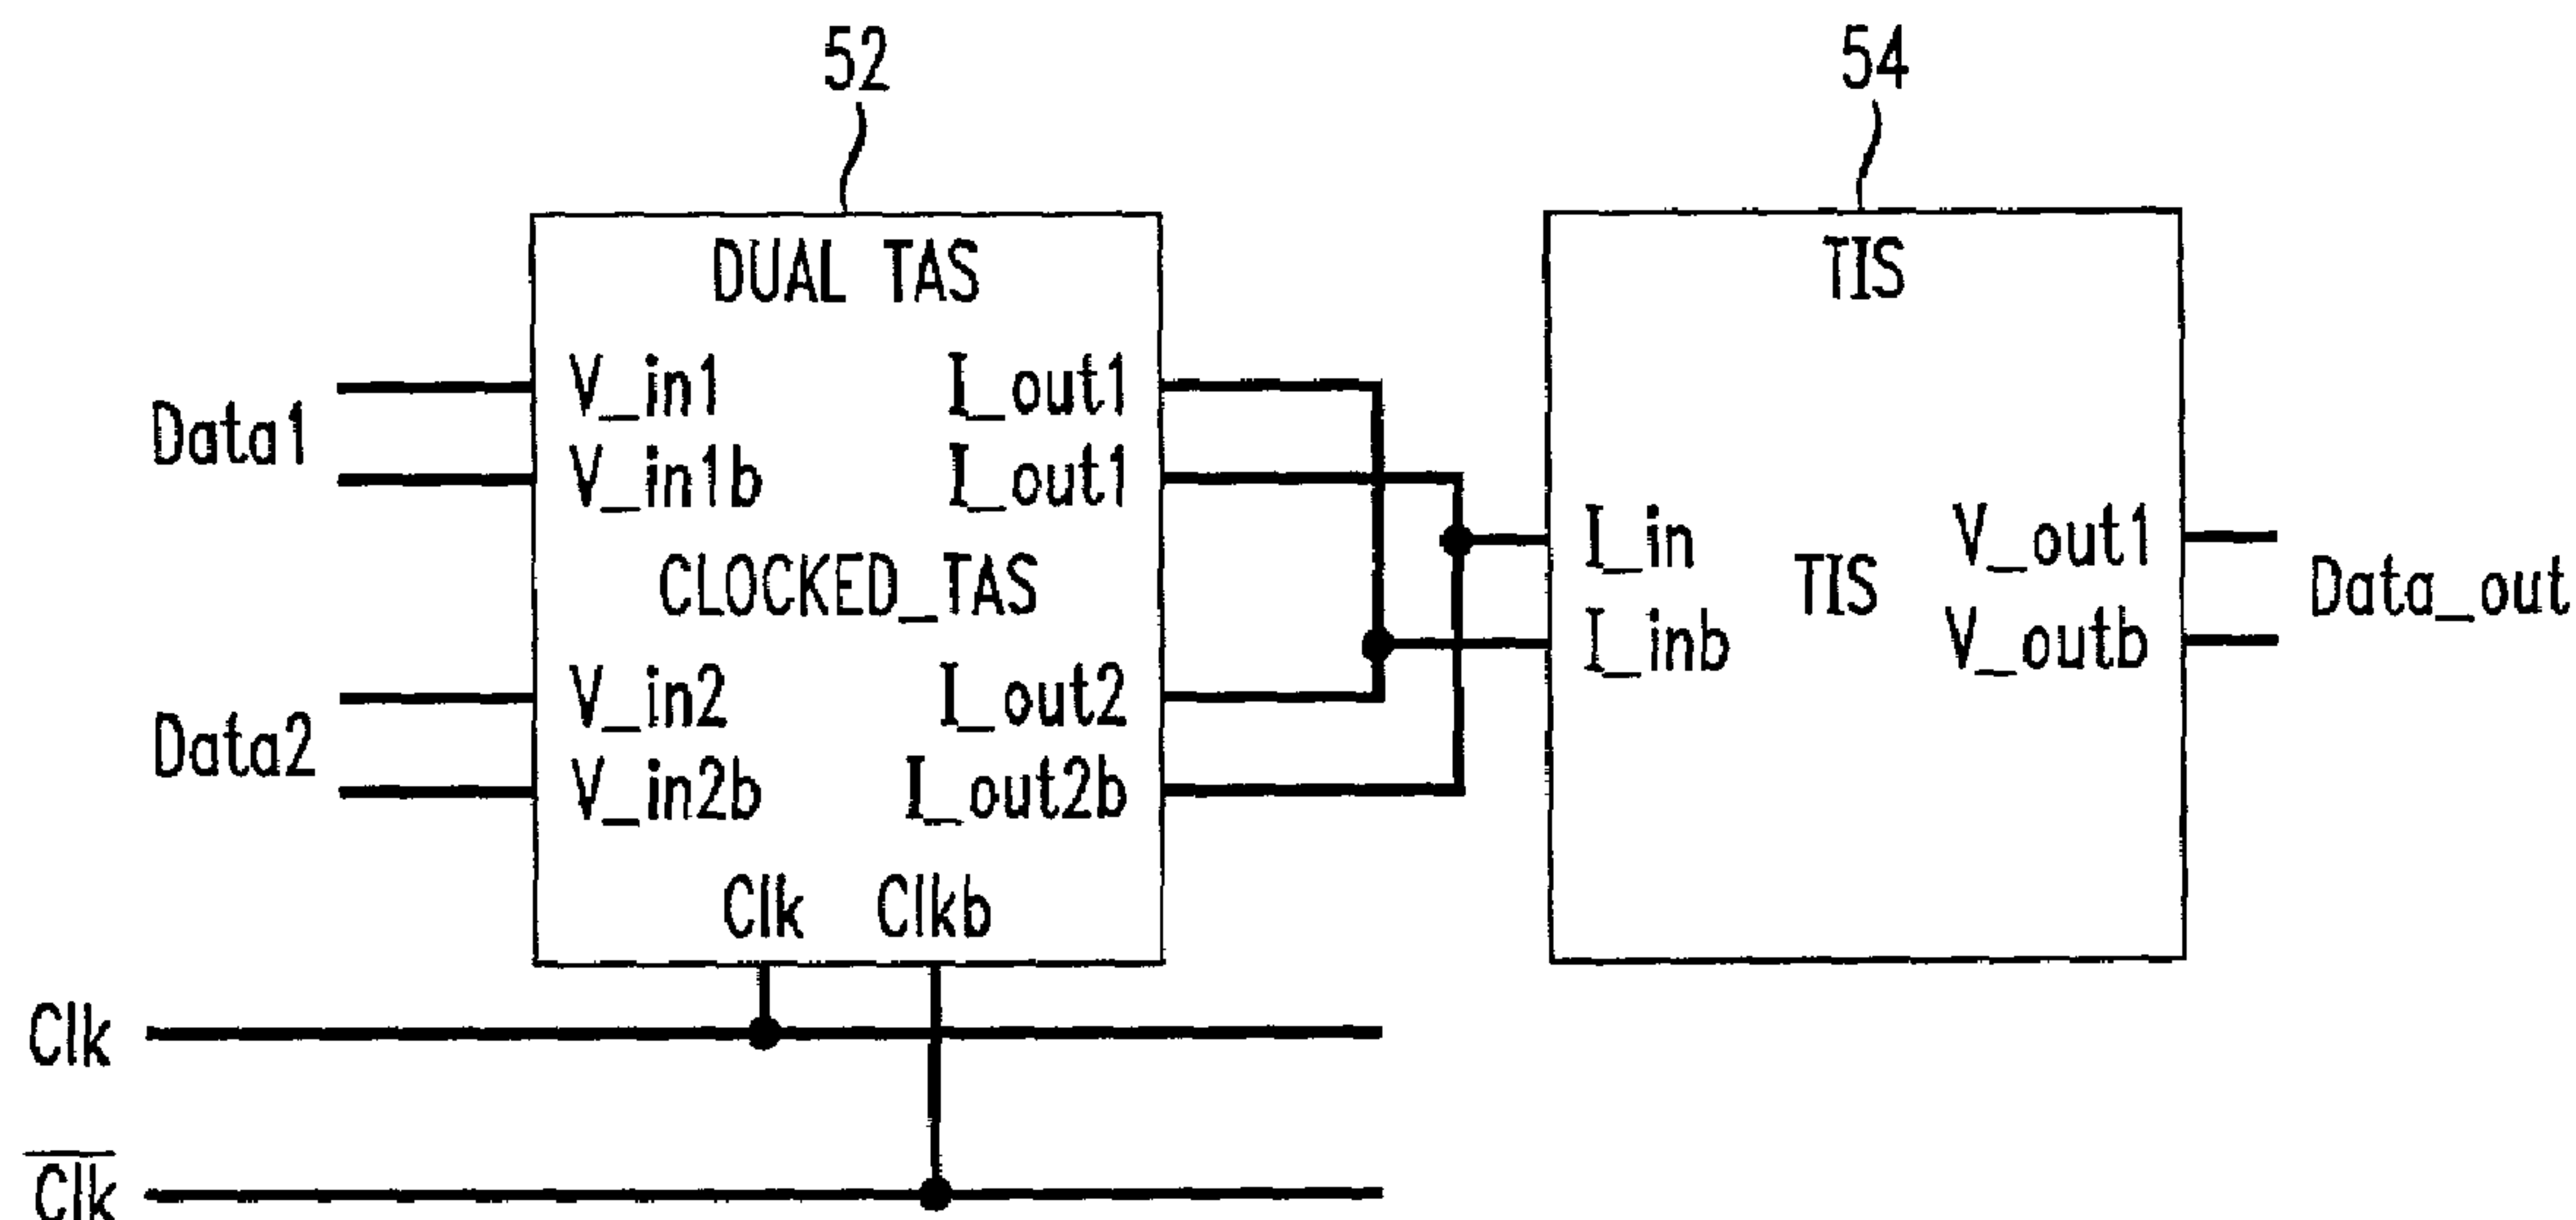 52
54
DUAL TAS
TIS
Data1
V_in1
I_out1
V_in1b
I_out1
CLOCKED_TAS
I_in
TIS
V_out1
I_inb
V_outb
Data_out
Data2
V_in2
I_out2
V_in2b
I_out2b
Clk
Clkb
Clk
C̅l̅k̅